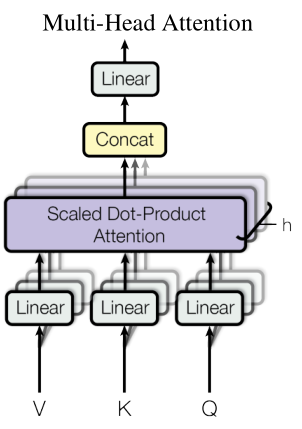 Multi-Head Attention
Linear
Concat
Scaled Dot-Product
Attention
h
Linear Linear Linear
V K Q